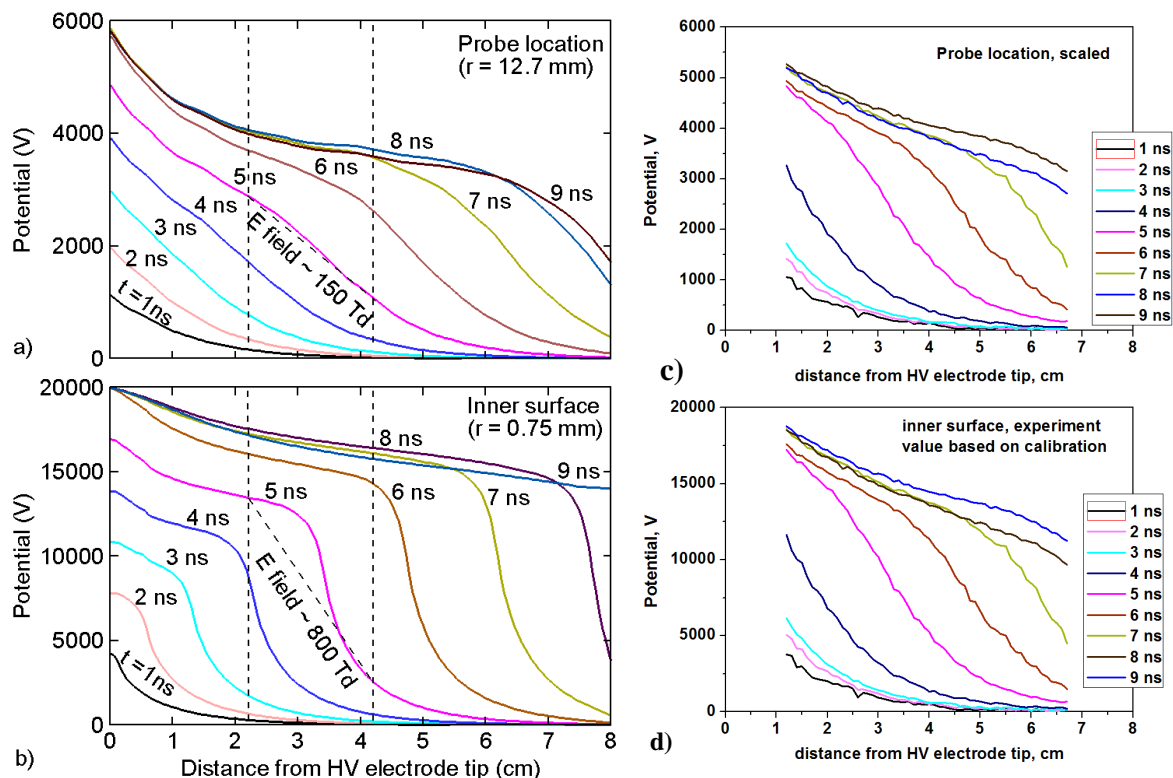 6000
4000
2000
0
Potential (V)
Probe location
(r = 12.7 mm)
8 ns
6 ns
5 ns
4 ns
7 ns
9 ns
3 ns
2 ns
t =1ns
E field ~ 150 Td
a)
20000
15000
10000
5000
0
Potential (V)
Inner surface
(r = 0.75 mm)
8 ns
9 ns
5 ns
6 ns
7 ns
4 ns
3 ns
2 ns
t =1ns
E field ~ 800 Td
b)
0 1 2 3 4 5 6 7 8
Distance from HV electrode tip (cm)
6000
5000
4000
3000
2000
1000
0
Potential, V
Probe location, scaled
1 ns
2 ns
3 ns
4 ns
5 ns
6 ns
7 ns
8 ns
9 ns
0 1 2 3 4 5 6 7 8
distance from HV electrode tip, cm
c)
20000
15000
10000
5000
0
Potential, V
inner surface, experiment
value based on calibration
1 ns
2 ns
3 ns
4 ns
5 ns
6 ns
7 ns
8 ns
9 ns
0 1 2 3 4 5 6 7 8
distance from HV electrode tip, cm
d)